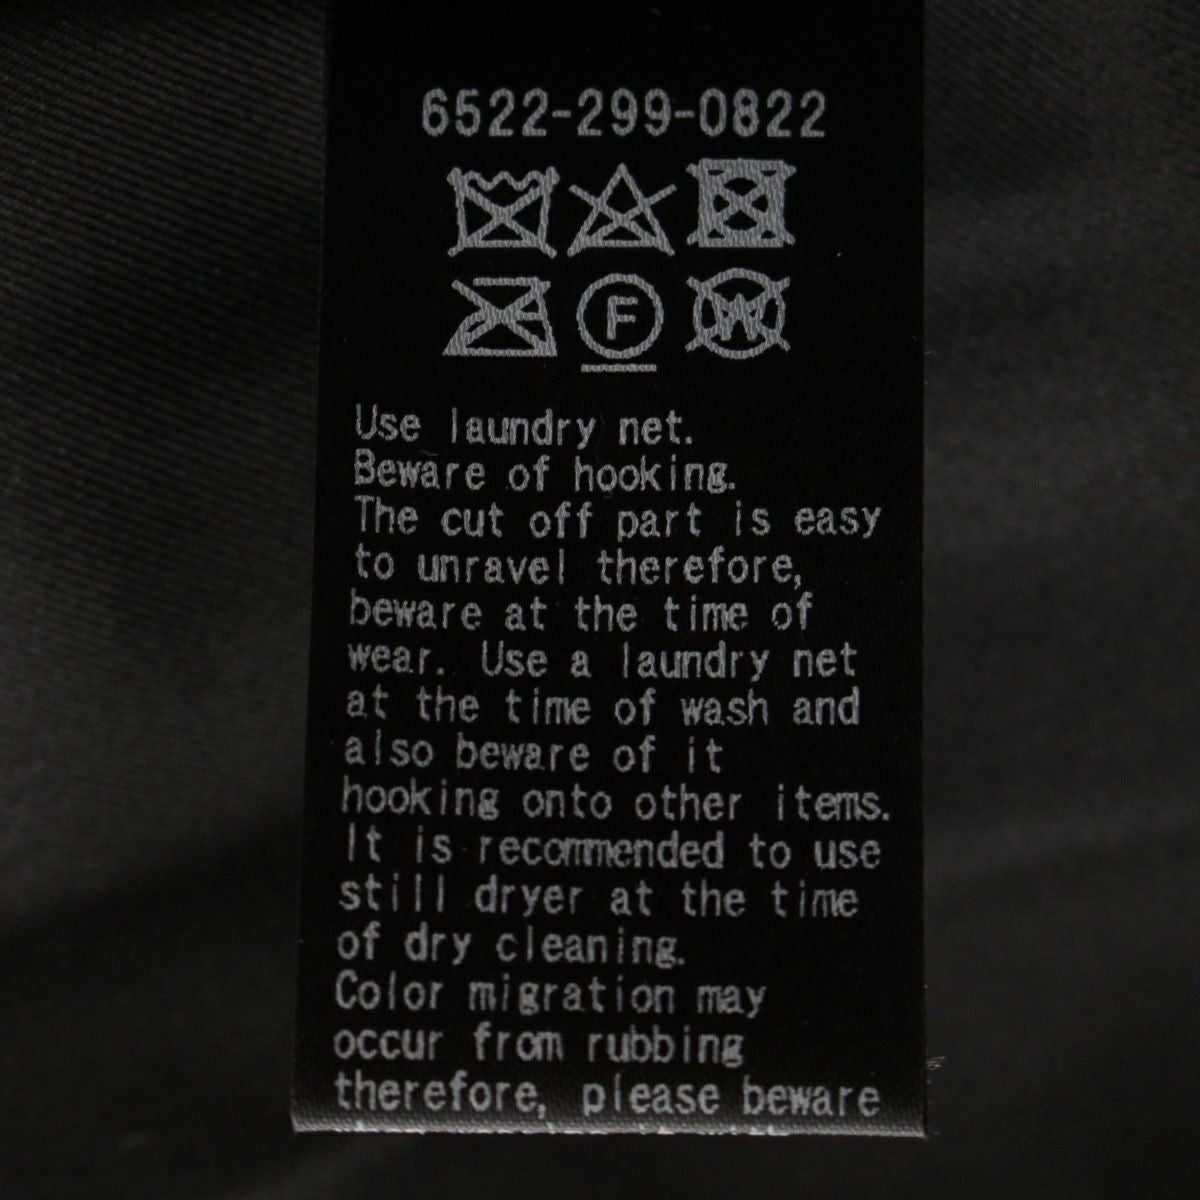 6522-299-0822
F
W
Use laundry net.
Beware of hooking.
The cut off part is easy
to unravel therefore,
beware at the time of
wear. Use a laundry net
at the time of wash and
also beware of it
hooking onto other items.
It is recommended to use
still dryer at the time
of dry cleaning.
Color migration may
occur from rubbing
therefore, please beware